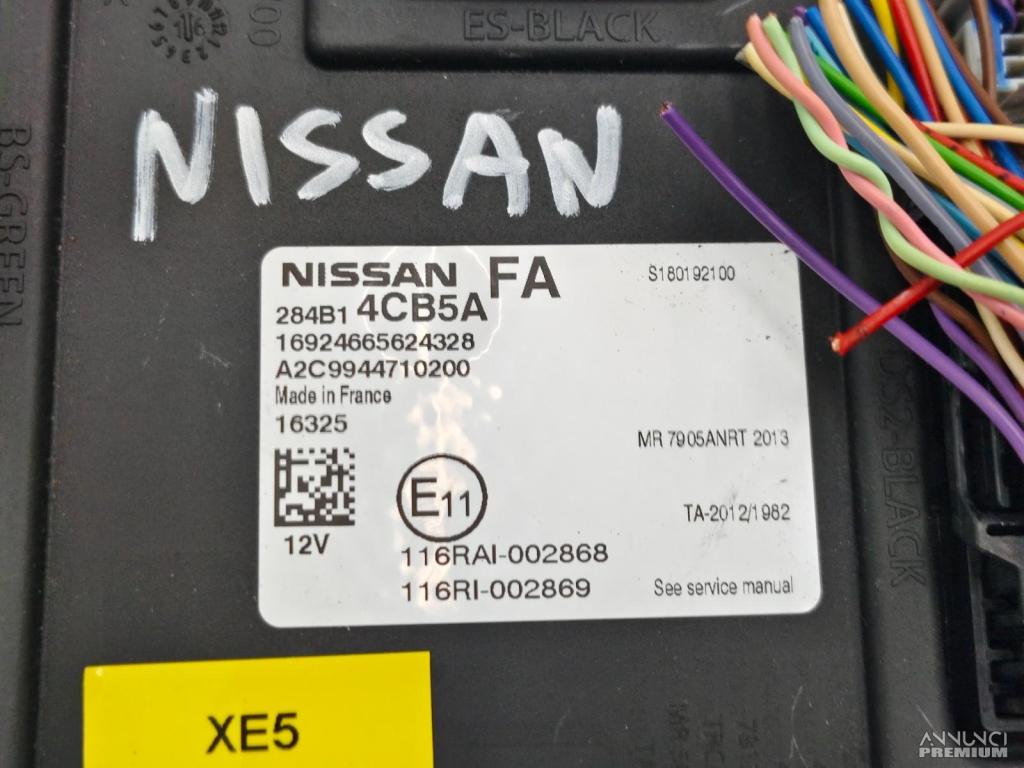 ES-BLACK
16
NISSAN
BS-GREEN
NISSAN FA
S180192100
284B1 4CB5A
16924665624328
A2C9944710200
Made in France
16325
MR 7905ANRT 2013
E11
TA-2012/1982
12V
116RAI-002868
116RI-002869
See service manual
DS2-BLACK
XE5
ANNUNCI
PREMIUM